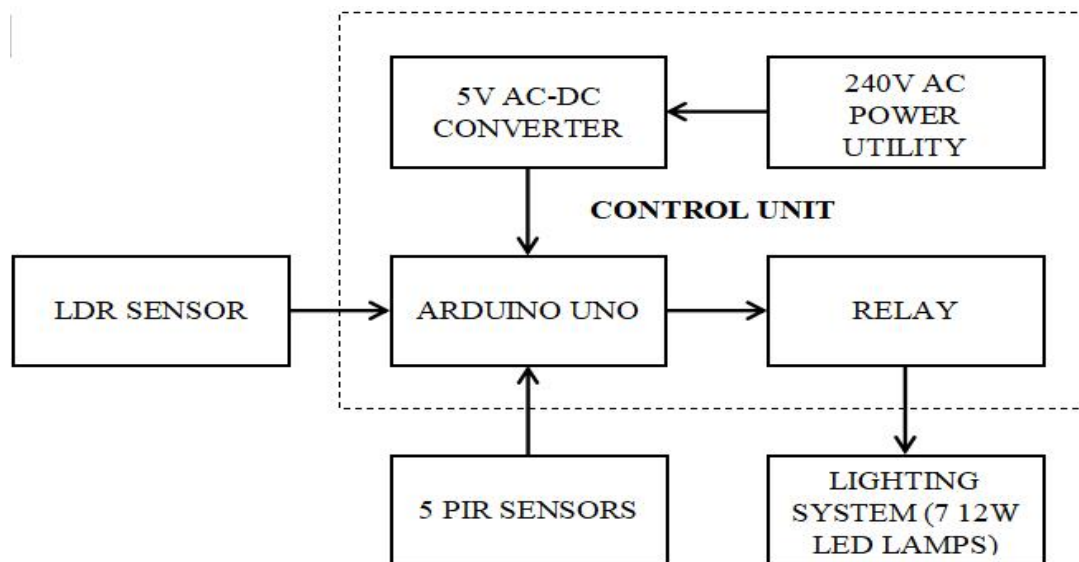 5V AC-DC
CONVERTER
240V AC
POWER
UTILITY
CONTROL UNIT
LDR SENSOR
ARDUINO UNO
RELAY
5 PIR SENSORS
LIGHTING
SYSTEM (7 12W
LED LAMPS)